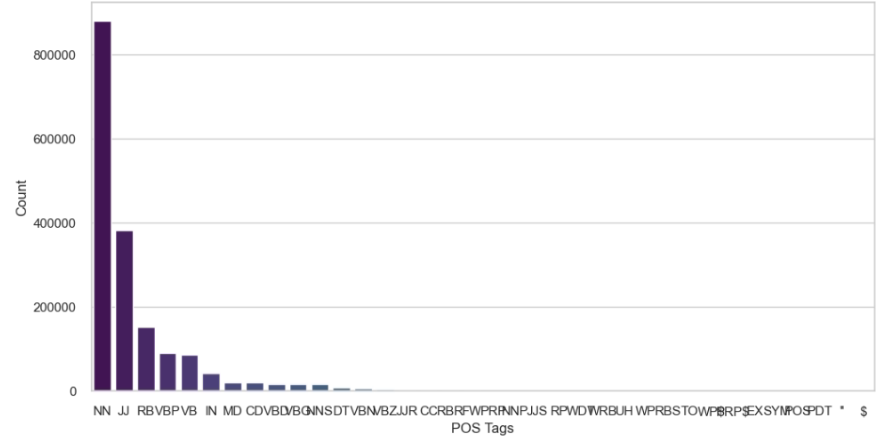 800000
600000
400000
200000
0
Count
NN JJ RB VBP VB IN MD CD VBD VBG NNS DT VBN VBZ JJR CC RBR FW PRP NNP JJS RP WDT WRB UH WP RBS TO WP$ PRP$ EX SYM POS PDT " $
POS Tags